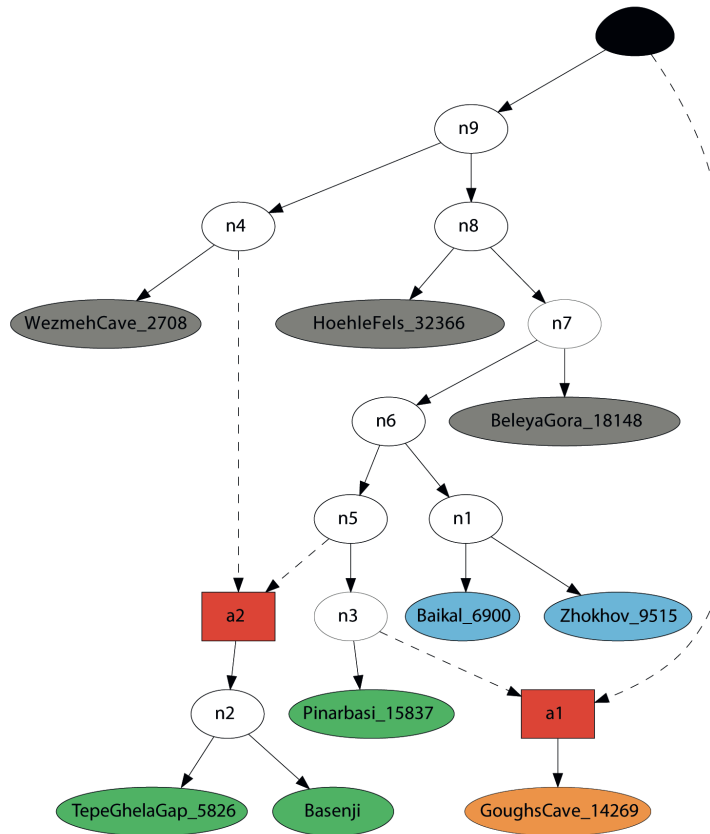 n9
n4
n8
WezmehCave_2708
HoehleFels_32366
n7
n6
BeleyaGora_18148
n5
n1
a2
n3
Baikal_6900
Zhokhov_9515
n2
Pinarbasi_15837
a1
TepeGhelaGap_5826
Basenji
GoughsCave_14269